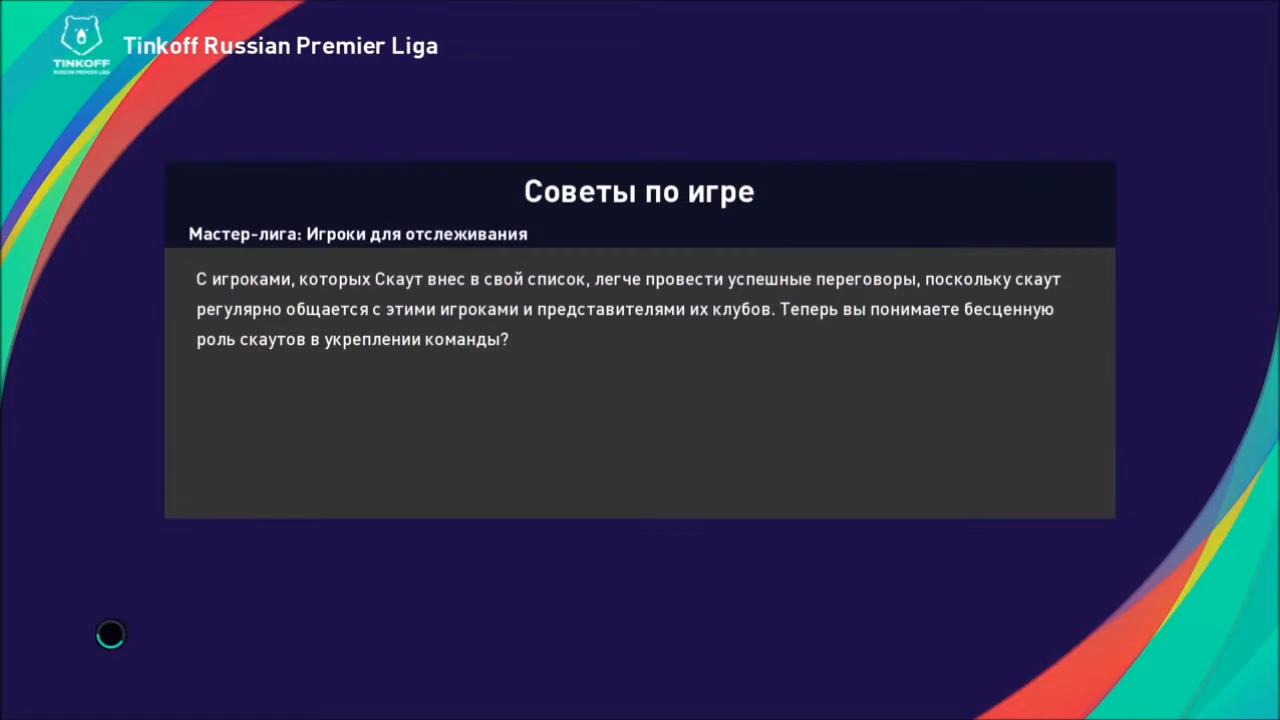 Tinkoff Russian Premier Liga
TINKOFF
RUSSIAN PREMIER LIGA
Советы по игре
Мастер-лига: Игроки для отслеживания
С игроками, которых Скаут внес в свой список, легче провести успешные переговоры, поскольку скаут
регулярно общается с этими игроками и представителями их клубов. Теперь вы понимаете бесценную
роль скаутов в укреплении команды?